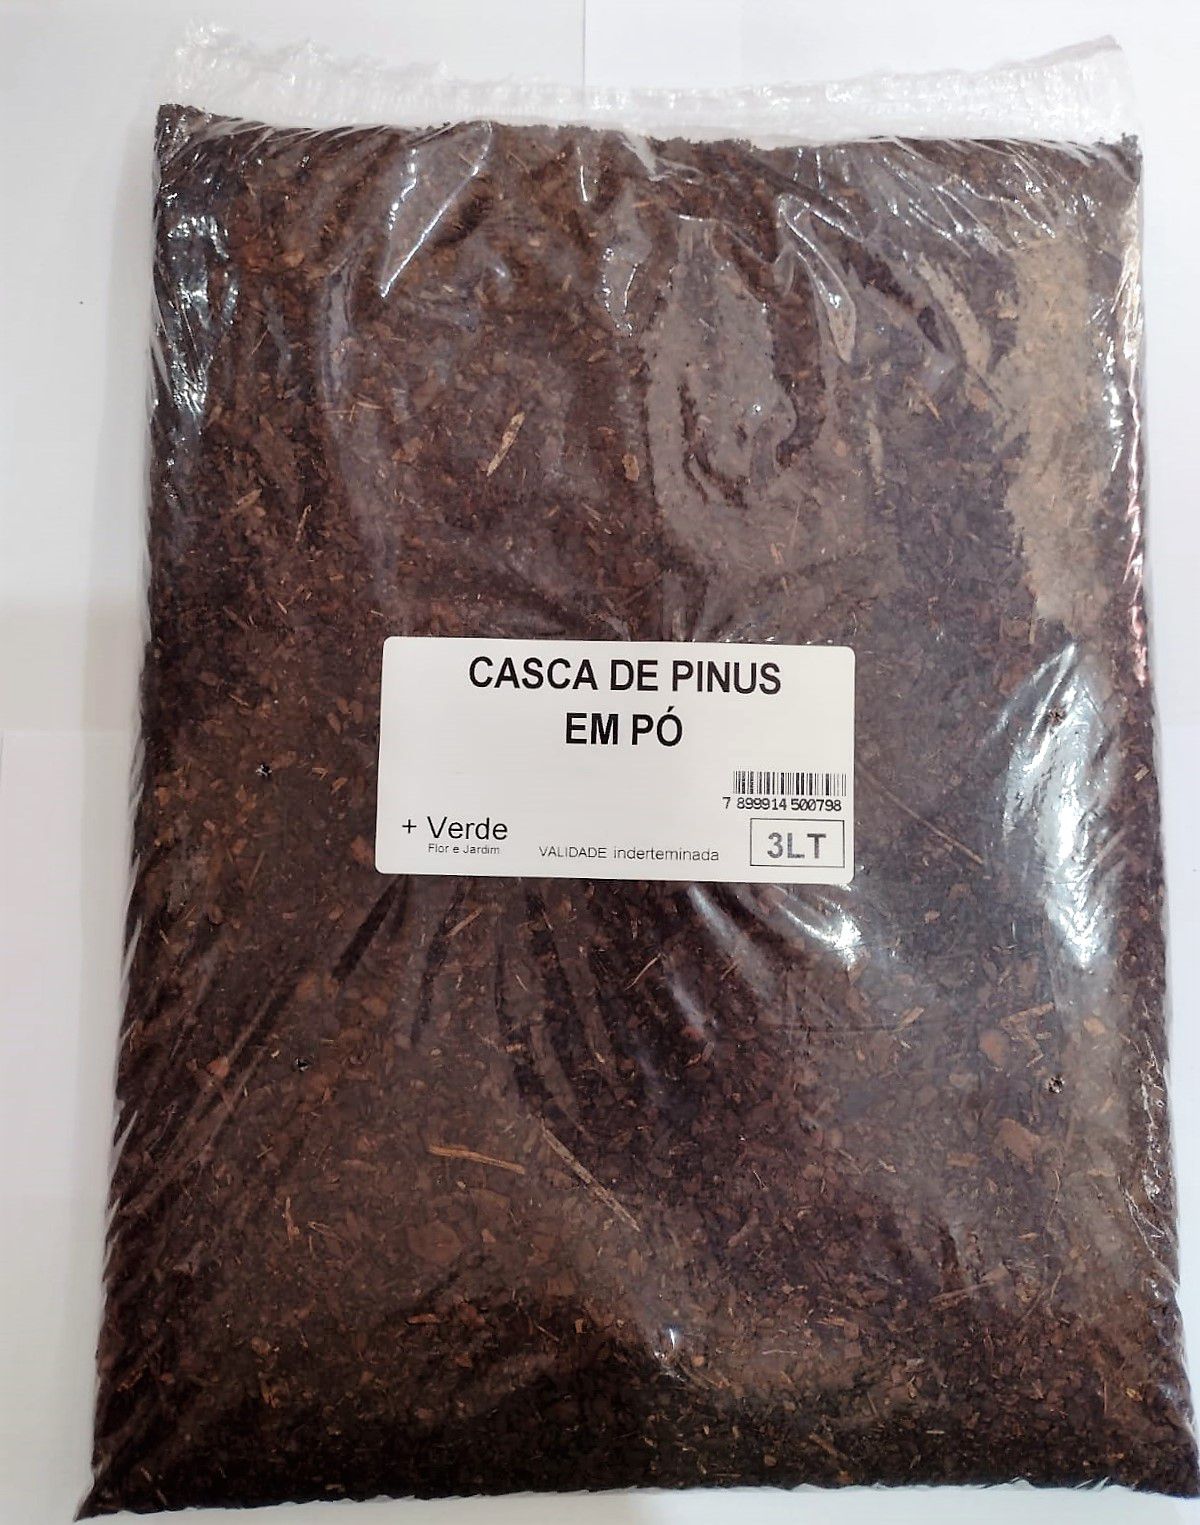 CASCA DE PINUS
EM PÓ
7 899914 500798
+ Verde
Flor e Jardim
VALIDADE inderteminada
3LT